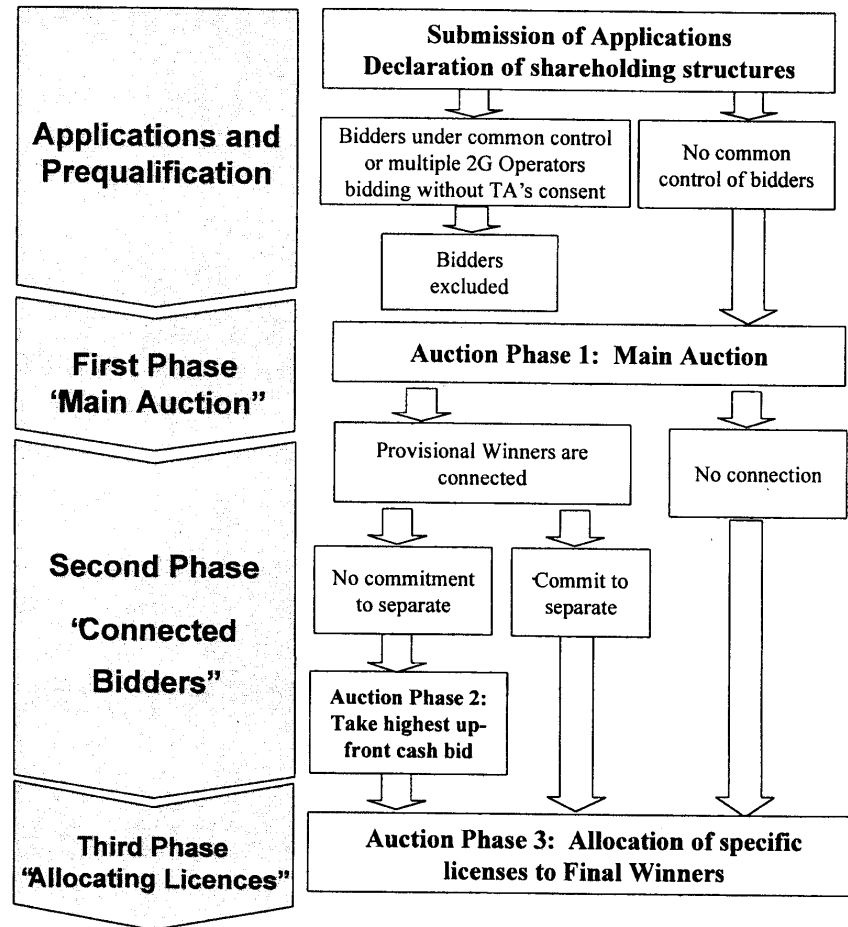 Submission of Applications
Declaration of shareholding structures
Applications and
Prequalification
Bidders under common control
or multiple 2G Operators
bidding without TA's consent
No common
control of bidders
Bidders
excluded
First Phase
"Main Auction"
Auction Phase 1: Main Auction
Provisional Winners are
connected
No connection
Second Phase
"Connected
Bidders"
No commitment
to separate
Commit to
separate
Auction Phase 2:
Take highest up-
front cash bid
Third Phase
"Allocating Licences"
Auction Phase 3: Allocation of specific
licenses to Final Winners